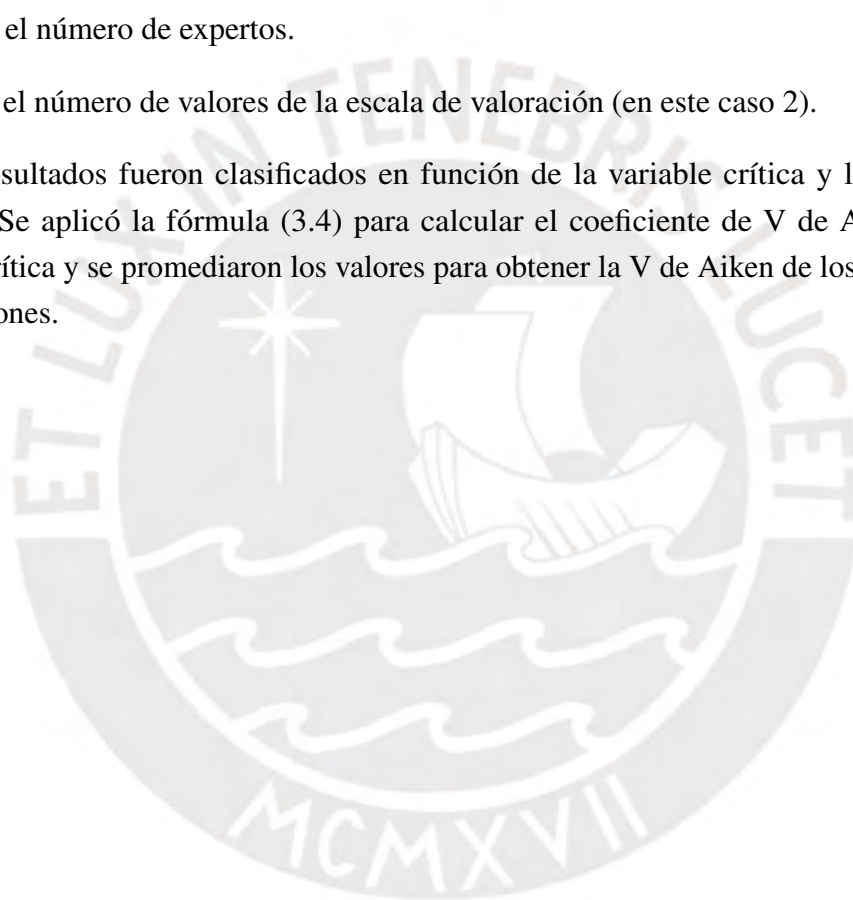 el número de expertos.
el número de valores de la escala de valoración (en este caso 2).
sultados fueron clasificados en función de la variable crítica y l
Se aplicó la fórmula (3.4) para calcular el coeficiente de V de A
rítica y se promediaron los valores para obtener la V de Aiken de los
ones.
ET LUX IN TENEBRIS LUCET
MCMXVII